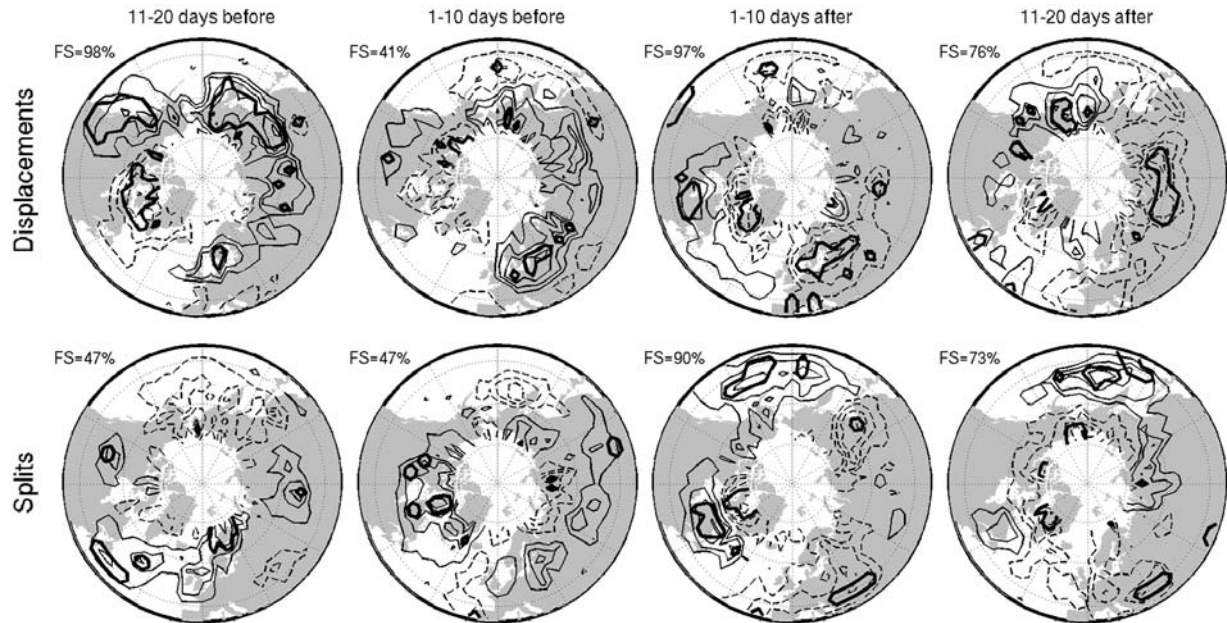 11-20 days before
1-10 days before
1-10 days after
11-20 days after
Displacements
FS=98%
FS=41%
FS=97%
FS=76%
Splits
FS=47%
FS=47%
FS=90%
FS=73%